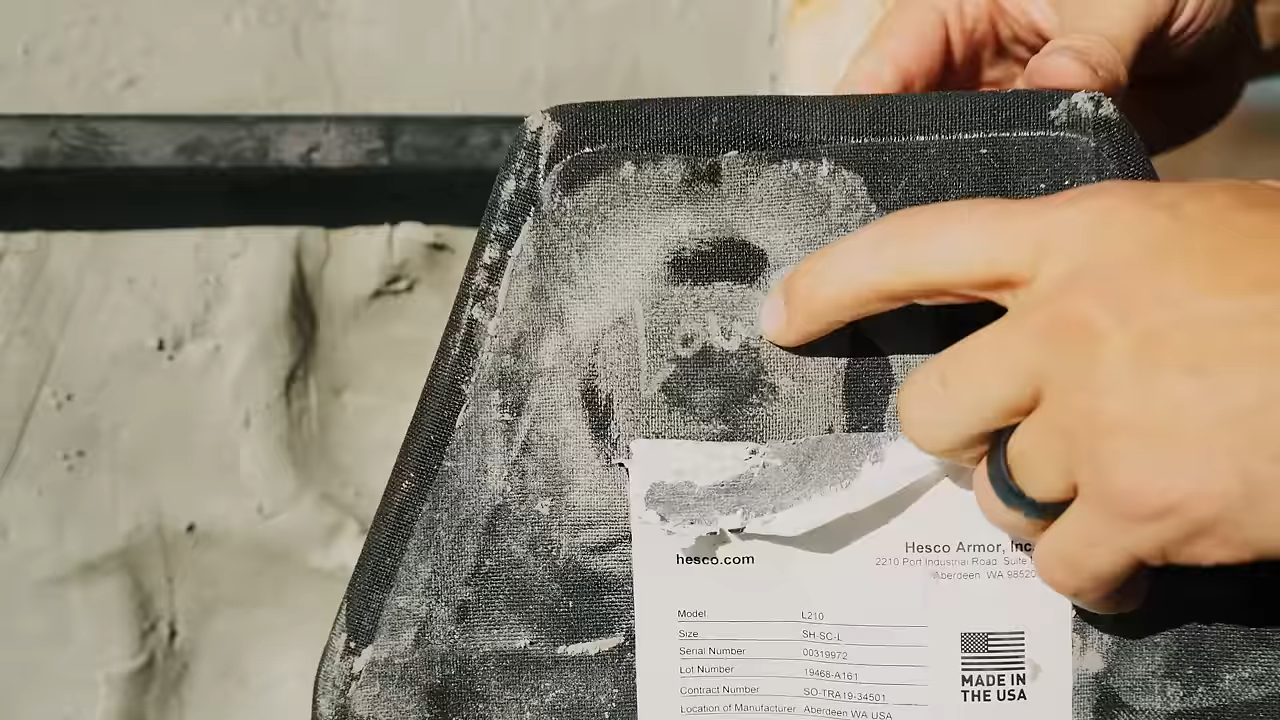 hesco.com
Hesco Armor, Inc.
2210 Port Industrial Road Suite
Aberdeen WA 98520
Model L210
Size SH-SC-L
Serial Number 00319972
Lot Number 19468-A161
Contract Number SO-TRA19-34501
Location of Manufacturer Aberdeen WA USA
MADE IN
THE USA